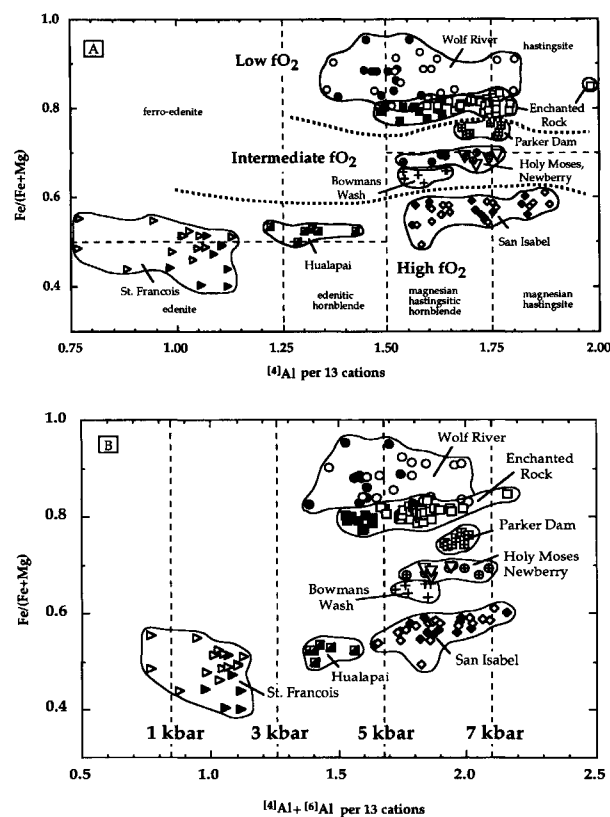 A
Low fO2
Wolf River
hastingsite
ferro-edenite
Enchanted
Rock
Parker Dam
Intermediate fO2
Holy Moses,
Newberry
Bowmans
Wash
San Isabel
Hualapai
High fO2
St. Francois
edenite
edenitic
hornblende
magnesian
hastingsitic
hornblende
magnesian
hastingsite
Fe/(Fe+Mg)
1.0
0.8
0.6
0.4
0.75
1.00
1.25
1.50
1.75
2.00
[4]Al per 13 cations
B
Wolf River
Enchanted
Rock
Parker Dam
Holy Moses
Newberry
Bowmans
Wash
San Isabel
Hualapai
St. Francois
1 kbar
3 kbar
5 kbar
7 kbar
Fe/(Fe+Mg)
1.0
0.8
0.6
0.4
0.5
1.0
1.5
2.0
2.5
[4]Al + [6]Al per 13 cations